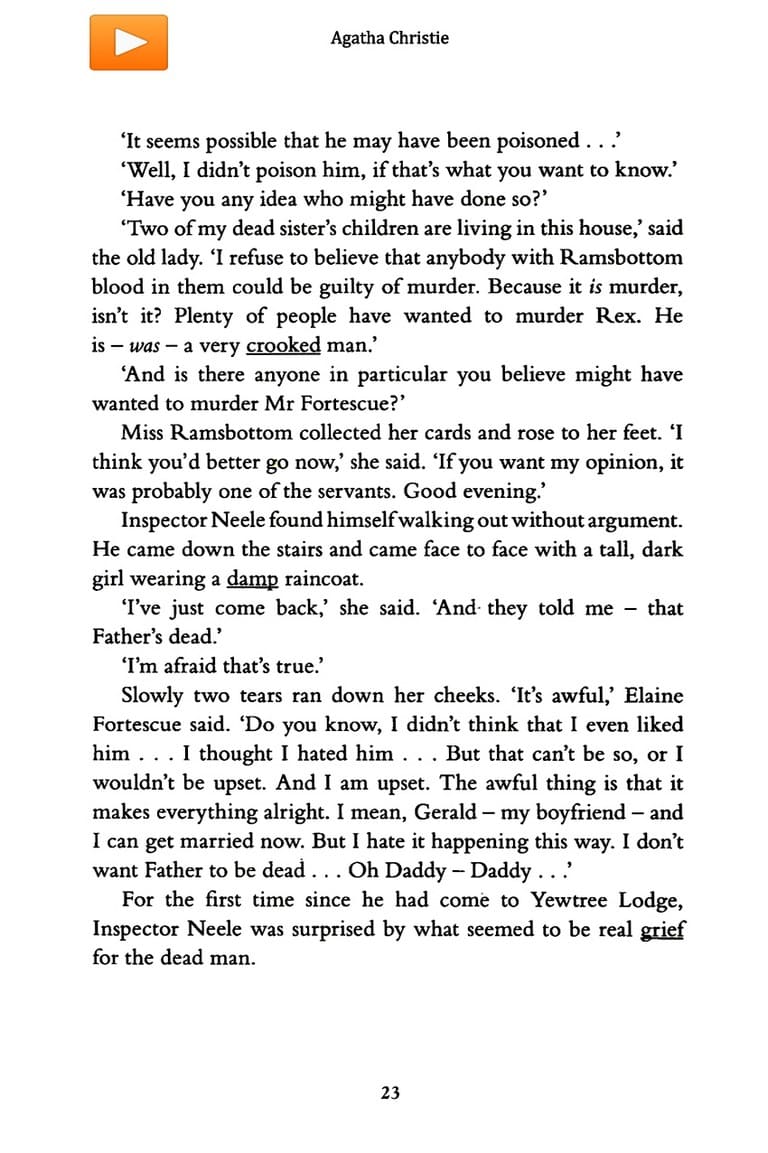 Agatha Christie
‘It seems possible that he may have been poisoned . . .’
‘Well, I didn’t poison him, if that’s what you want to know.’
‘Have you any idea who might have done so?’
‘Two of my dead sister’s children are living in this house,’ said
the old lady. ‘I refuse to believe that anybody with Ramsbottom
blood in them could be guilty of murder. Because it is murder,
isn’t it? Plenty of people have wanted to murder Rex. He
is – was – a very crooked man.’
‘And is there anyone in particular you believe might have
wanted to murder Mr Fortescue?’
Miss Ramsbottom collected her cards and rose to her feet. ‘I
think you’d better go now,’ she said. ‘If you want my opinion, it
was probably one of the servants. Good evening.’
Inspector Neele found himself walking out without argument.
He came down the stairs and came face to face with a tall, dark
girl wearing a damp raincoat.
‘I’ve just come back,’ she said. ‘And they told me – that
Father’s dead.’
‘I’m afraid that’s true.’
Slowly two tears ran down her cheeks. ‘It’s awful,’ Elaine
Fortescue said. ‘Do you know, I didn’t think that I even liked
him . . . I thought I hated him . . . But that can’t be so, or I
wouldn’t be upset. And I am upset. The awful thing is that it
makes everything alright. I mean, Gerald – my boyfriend – and
I can get married now. But I hate it happening this way. I don’t
want Father to be dead . . . Oh Daddy – Daddy . . .’
For the first time since he had come to Yewtree Lodge,
Inspector Neele was surprised by what seemed to be real grief
for the dead man.
23